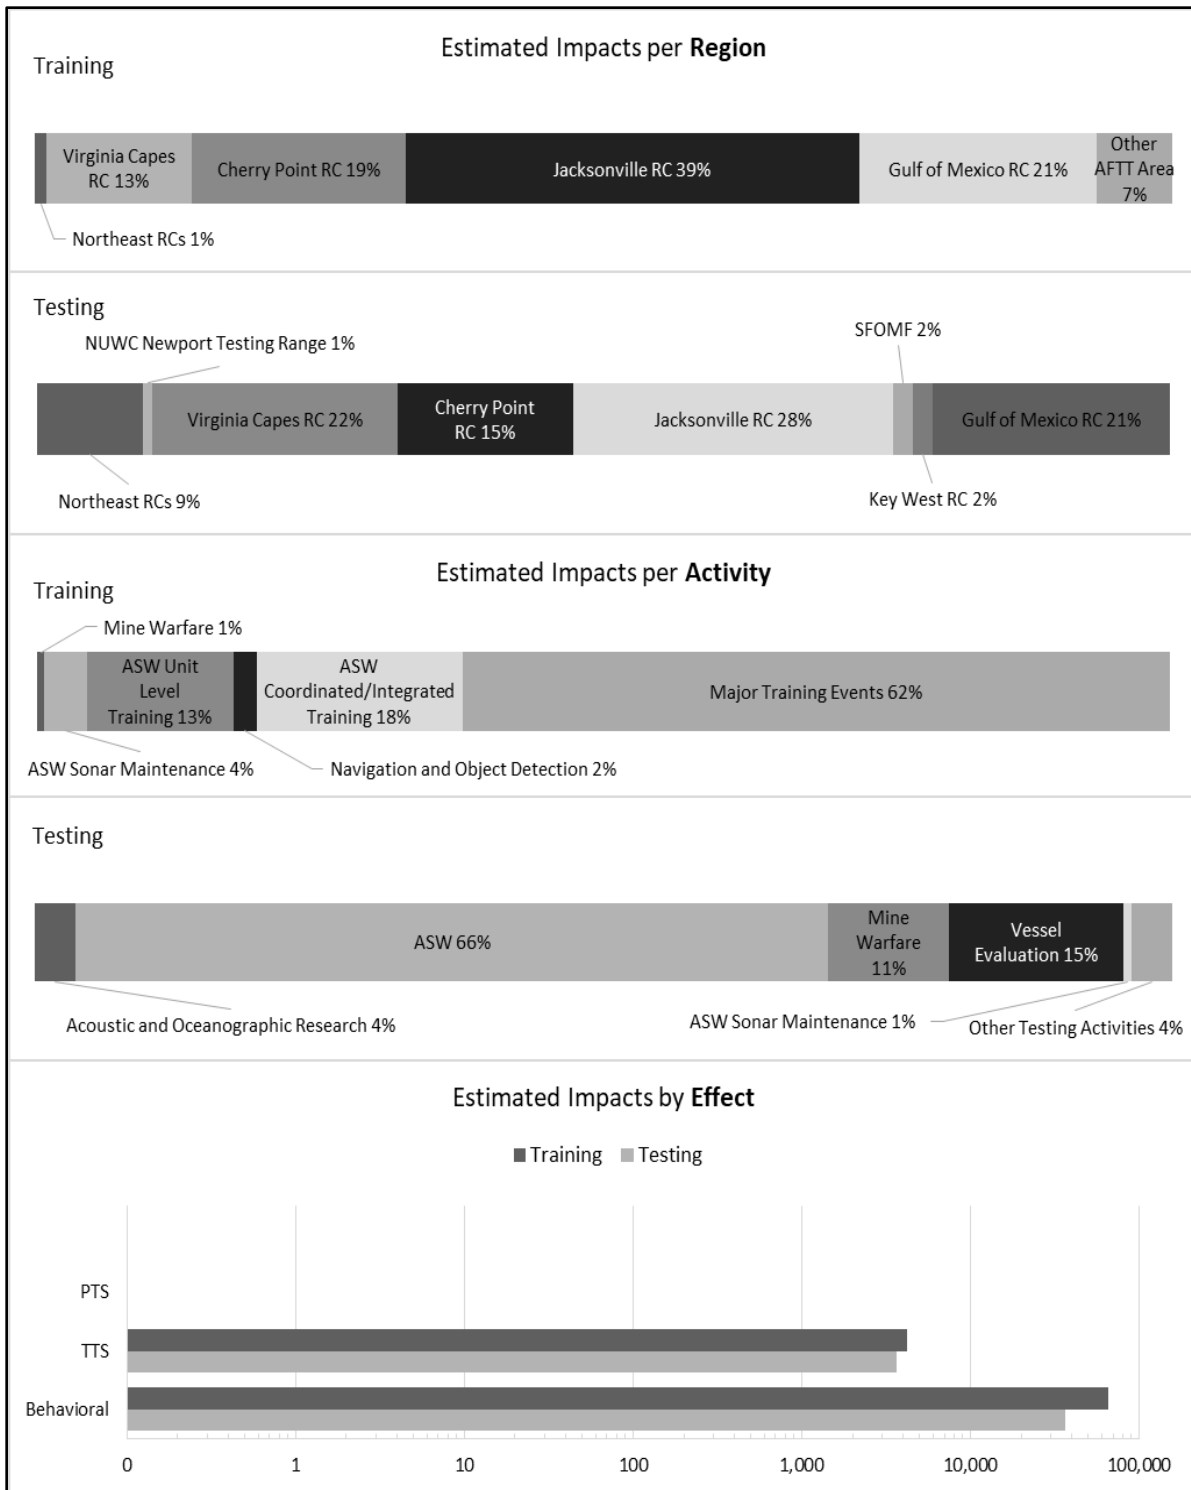 Estimated Impacts per Region
Training
Virginia Capes
RC 13%
Cherry Point RC 19%
Jacksonville RC 39%
Gulf of Mexico RC 21%
Other
AFTT Area
7%
Northeast RCs 1%
Testing
NUWC Newport Testing Range 1%
SFOMF 2%
Virginia Capes RC 22%
Cherry Point
RC 15%
Jacksonville RC 28%
Gulf of Mexico RC 21%
Northeast RCs 9%
Key West RC 2%
Estimated Impacts per Activity
Training
Mine Warfare 1%
ASW Unit
Level
Training 13%
ASW
Coordinated/Integrated
Training 18%
Major Training Events 62%
ASW Sonar Maintenance 4%
Navigation and Object Detection 2%
Testing
ASW 66%
Mine
Warfare
11%
Vessel
Evaluation 15%
Acoustic and Oceanographic Research 4%
ASW Sonar Maintenance 1%
Other Testing Activities 4%
Estimated Impacts by Effect
Training
Testing
PTS
TTS
Behavioral
0
1
10
100
1,000
10,000
100,000